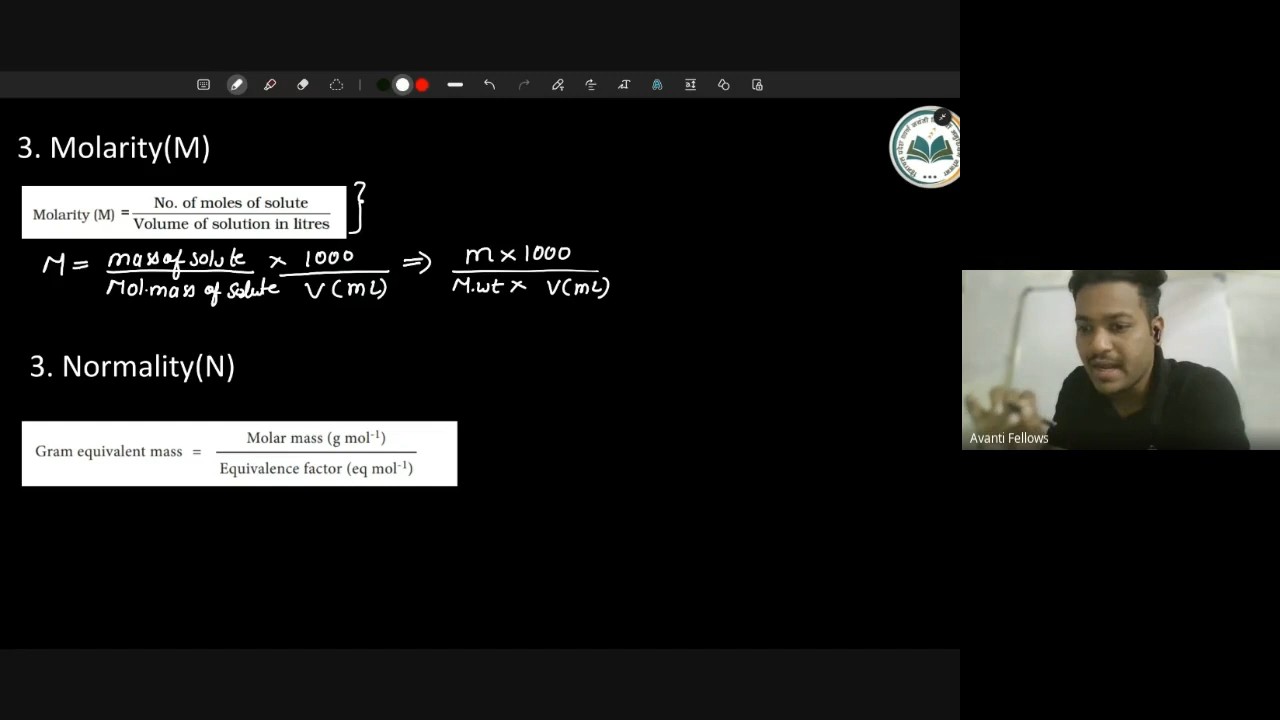 3. Molarity(M)
Molarity (M) = No. of moles of solute / Volume of solution in litres
M = mass of solute / Mol. mass of solute × 1000 / V(mL) ⇒ m × 1000 / M.wt × V(mL)
3. Normality(N)
Gram equivalent mass = Molar mass (g mol⁻¹) / Equivalence factor (eq mol⁻¹)
Avanti Fellows